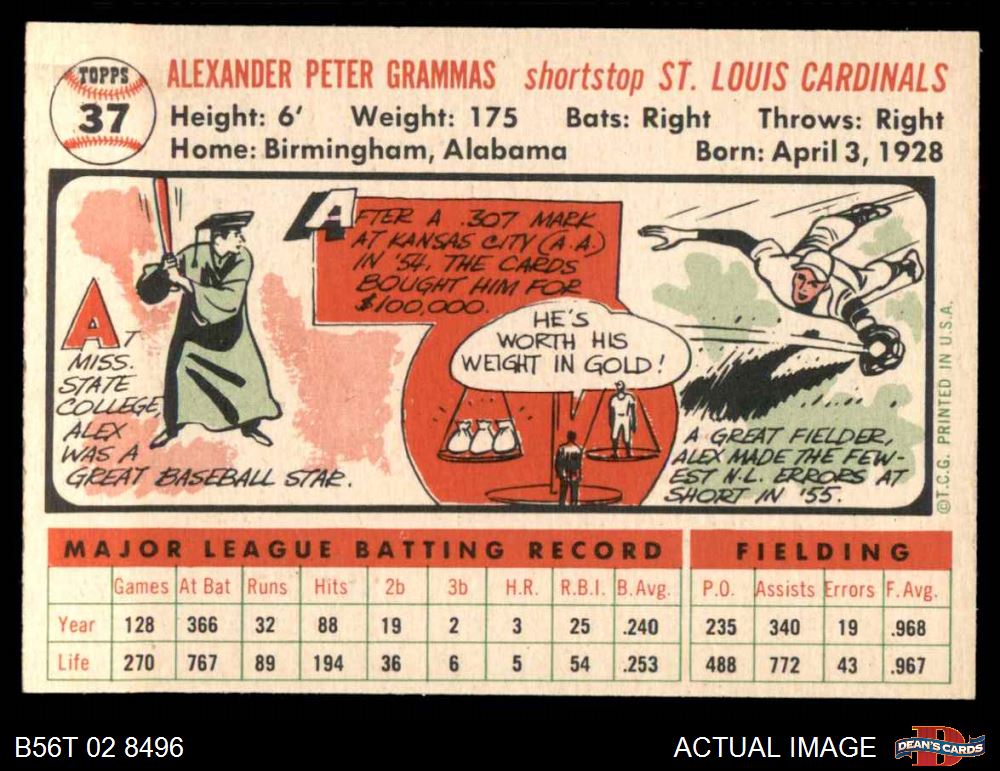 TOPPS
37
ALEXANDER PETER GRAMMAS shortstop ST. LOUIS CARDINALS
Height: 6' Weight: 175 Bats: Right Throws: Right
Home: Birmingham, Alabama Born: April 3, 1928
AT
MISS.
STATE
COLLEGE,
ALEX
WAS A
GREAT BASEBALL STAR.
AFTER A .307 MARK
AT KANSAS CITY (A.A.)
IN '54, THE CARDS
BOUGHT HIM FOR
$100,000.
HE'S
WORTH HIS
WEIGHT IN GOLD!
A GREAT FIELDER,
ALEX MADE THE FEW-
EST N.L. ERRORS AT
SHORT IN '55.
© T.C.G. PRINTED IN U.S.A.
MAJOR LEAGUE BATTING RECORD FIELDING
Games At Bat Runs Hits 2b 3b H.R. R.B.I. B.Avg. P.O. Assists Errors F.Avg.
Year 128 366 32 88 19 2 3 25 .240 235 340 19 .968
Life 270 767 89 194 36 6 5 54 .253 488 772 43 .967
B56T 02 8496 ACTUAL IMAGE DEAN'S CARDS